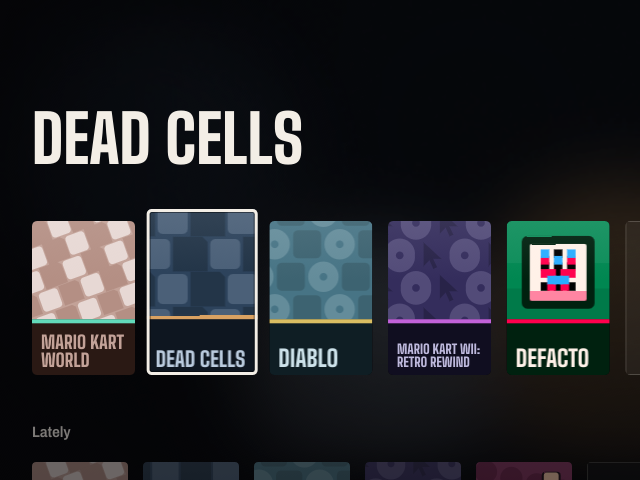 DEAD CELLS
MARIO KART
WORLD
DEAD CELLS
DIABLO
MARIO KART WII:
RETRO REWIND
DEFACTO
Lately